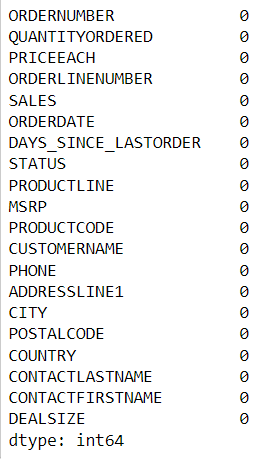 ORDERNUMBER 0
QUANTITYORDERED 0
PRICEEACH 0
ORDERLINENUMBER 0
SALES 0
ORDERDATE 0
DAYS_SINCE_LASTORDER 0
STATUS 0
PRODUCTLINE 0
MSRP 0
PRODUCTCODE 0
CUSTOMERNAME 0
PHONE 0
ADDRESSLINE1 0
CITY 0
POSTALCODE 0
COUNTRY 0
CONTACTLASTNAME 0
CONTACTFIRSTNAME 0
DEALSIZE 0
dtype: int64